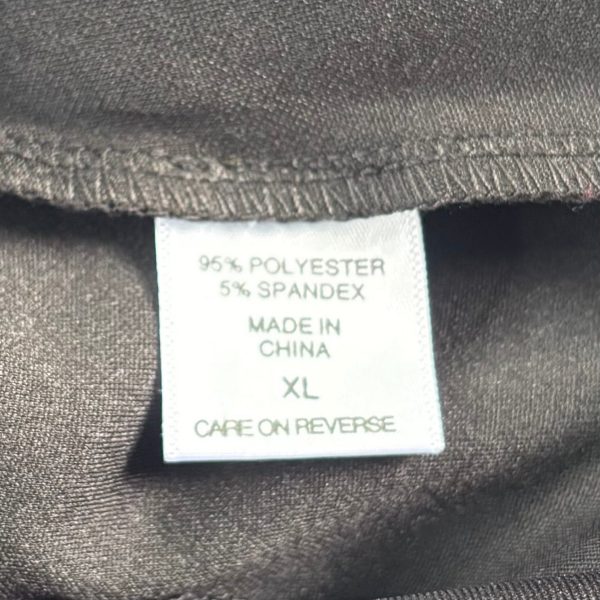 95% POLYESTER
5% SPANDEX
MADE IN
CHINA
XL
CARE ON REVERSE